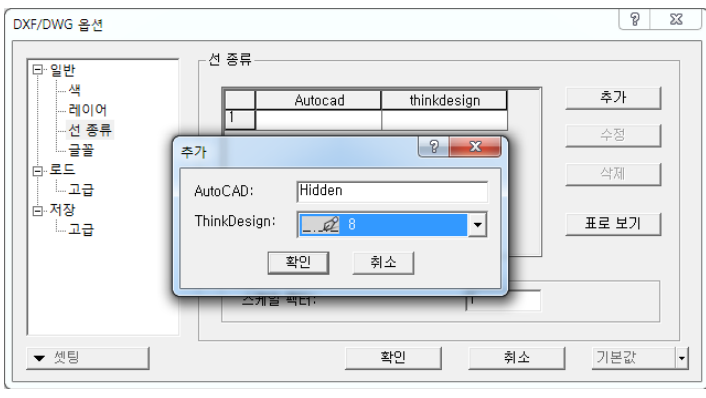 DXF/DWG 옵션
일반
색
레이어
선 종류
글꼴
로드
고급
저장
고급
선 종류
Autocad thinkdesign
1
추가
수정
삭제
표로 보기
추가
AutoCAD: Hidden
ThinkDesign: 8
확인 취소
스케일 팩터: 1
셋팅 확인 취소 기본값